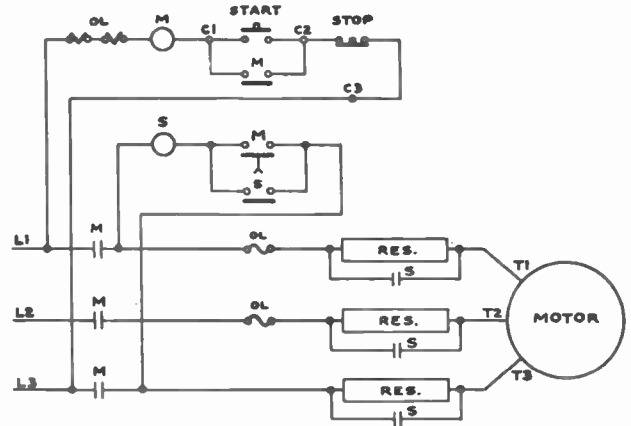 START
OL M C1 C2 STOP
M
C3
S M
S
L1 M OL RES. T1
S
L2 M OL RES. T2 MOTOR
S
L3 M RES. T3
S